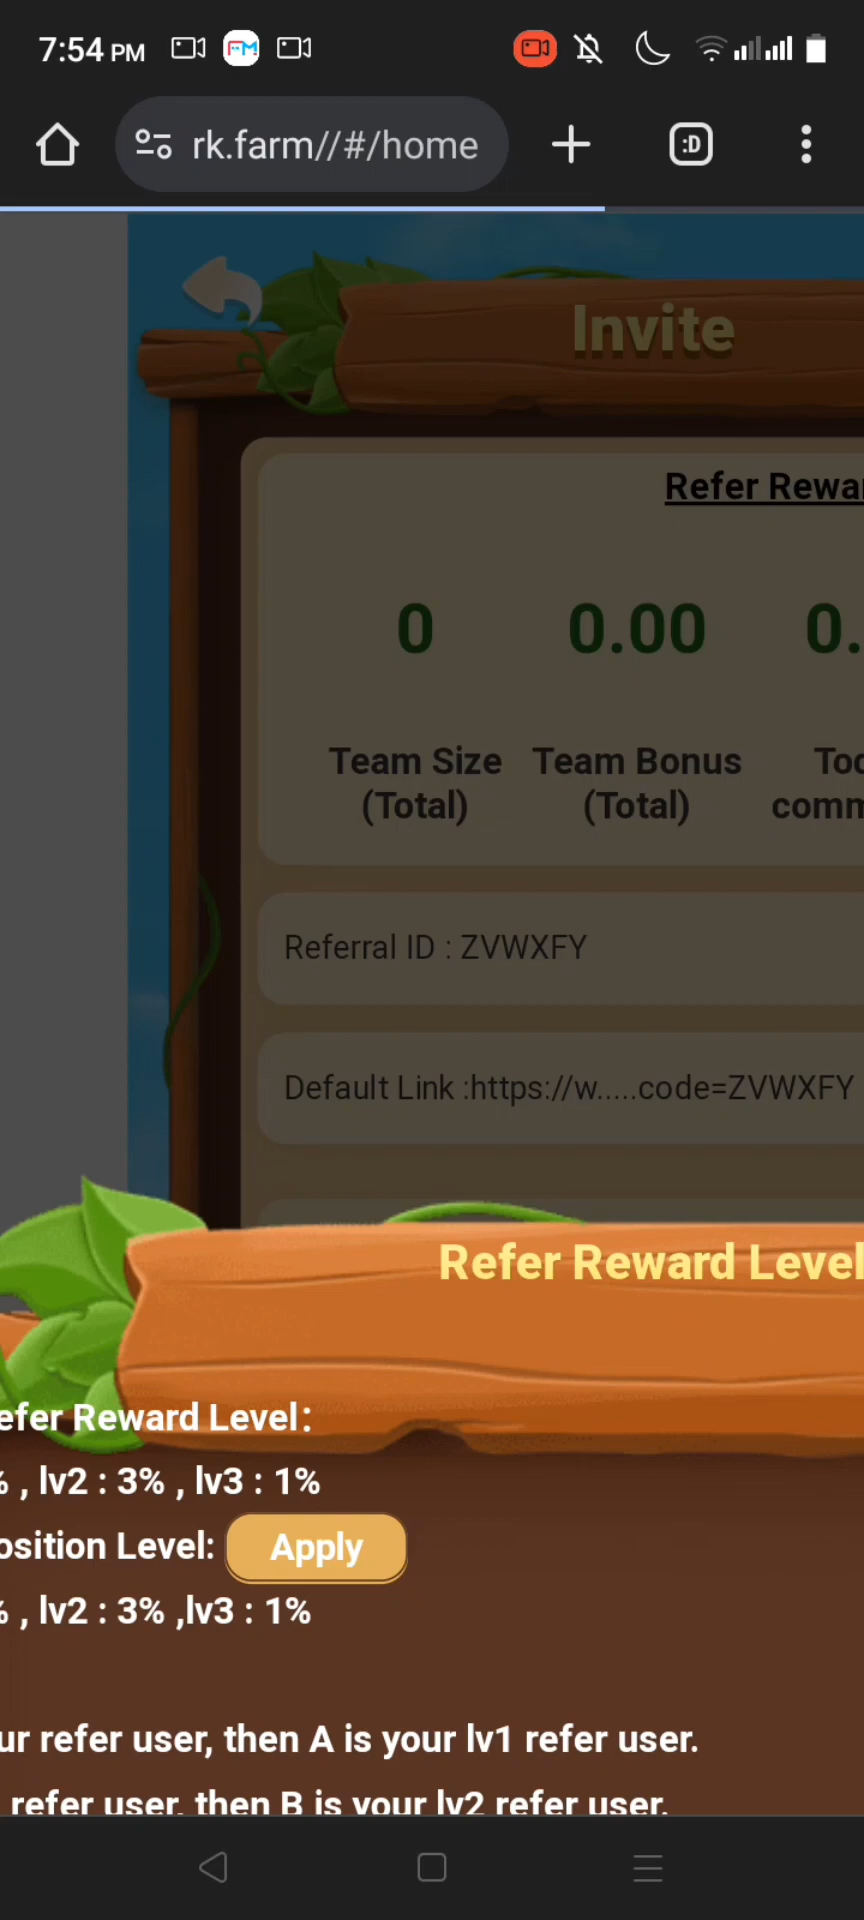 7:54 PM
rk.farm//#/home
:D
Invite
Refer Rewar
0 0.00 0.
Team Size Team Bonus Tod
(Total) (Total) comm
Referral ID : ZVWXFY
Default Link :https://w.....code=ZVWXFY
Refer Reward Level
efer Reward Level:
% , lv2 : 3% , lv3 : 1%
osition Level: Apply
% , lv2 : 3% ,lv3 : 1%
ur refer user, then A is your lv1 refer user.
refer user, then B is your lv2 refer user.